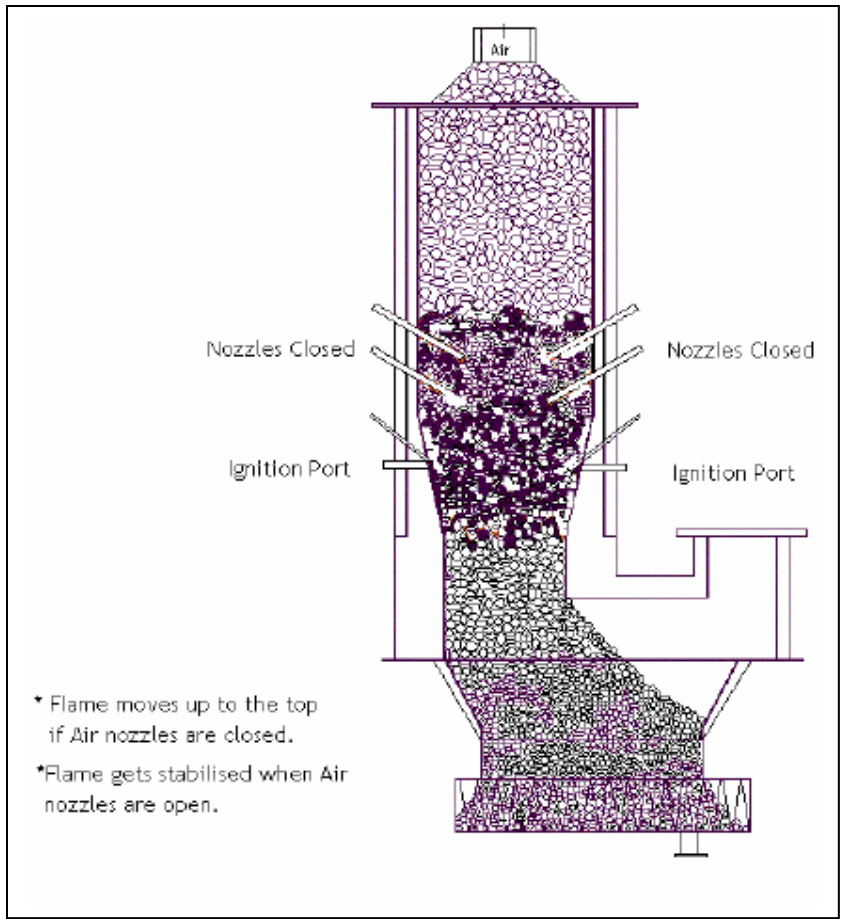 Air
Nozzles Closed
Nozzles Closed
Ignition Port
Ignition Port
* Flame moves up to the top
if Air nozzles are closed.
*Flame gets stabilised when Air
nozzles are open.